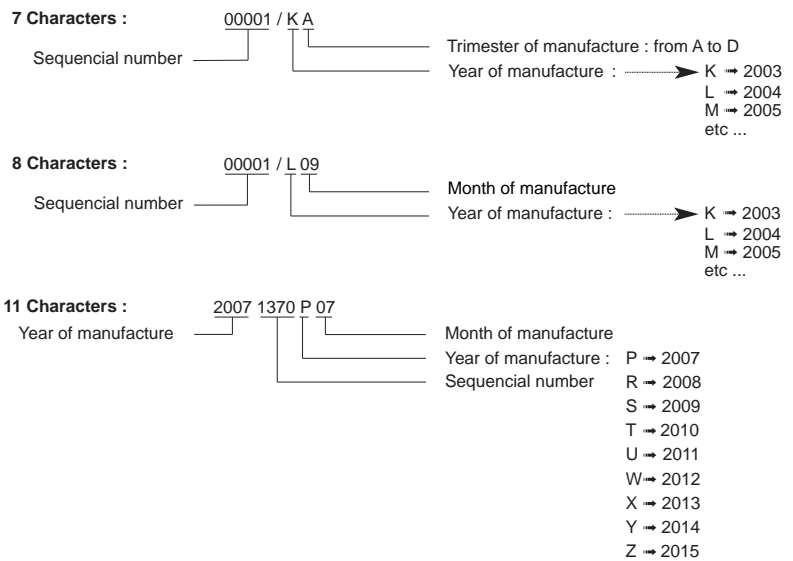 7 Characters : 00001 / K A
Sequencial number
Trimester of manufacture : from A to D
Year of manufacture : K ➟ 2003
L ➟ 2004
M ➟ 2005
etc ...
8 Characters : 00001 / L 09
Sequencial number
Month of manufacture
Year of manufacture : K ➟ 2003
L ➟ 2004
M ➟ 2005
etc ...
11 Characters : 2007 1370 P 07
Year of manufacture
Month of manufacture
Year of manufacture : P ➟ 2007
Sequencial number R ➟ 2008
S ➟ 2009
T ➟ 2010
U ➟ 2011
W ➟ 2012
X ➟ 2013
Y ➟ 2014
Z ➟ 2015